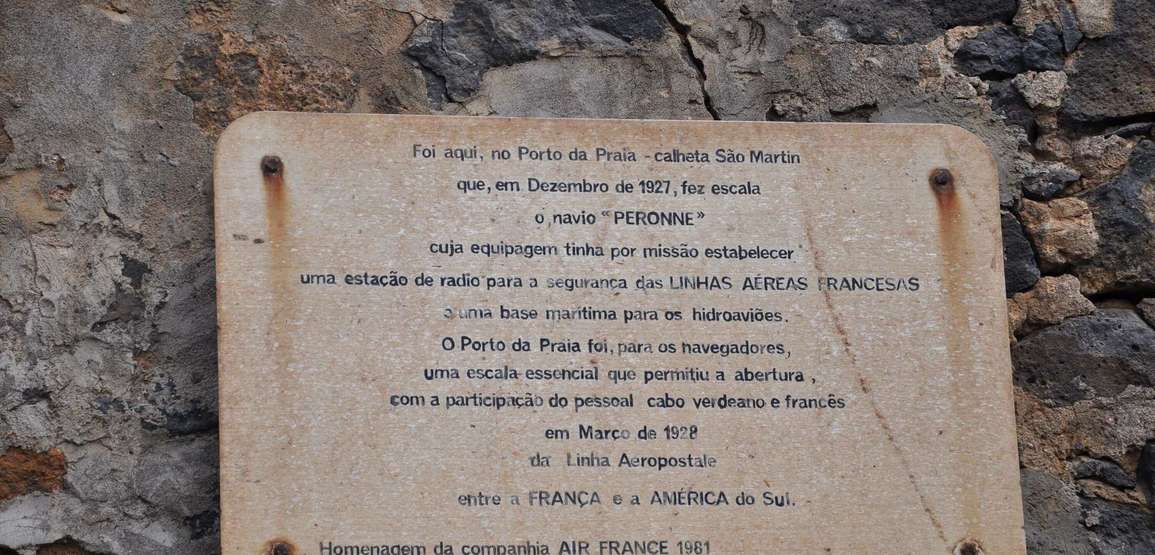 Foi aqui, no Porto da Praia - calheta São Martin
que, em Dezembro de 1927, fez escala
o navio "PERONNE"
cuja equipagem tinha por missão estabelecer
uma estação de radio para a segurança das LINHAS AÉREAS FRANCESAS
e uma base marítima para os hidroaviões.
O Porto da Praia foi, para os navegadores,
uma escala essencial que permitiu a abertura,
com a participação do pessoal cabo verdeano e francês
em Março de 1928
da Linha Aeropostale
entre a FRANÇA e a AMÉRICA do Sul.
Homenagem da companhia AIR FRANCE 1981